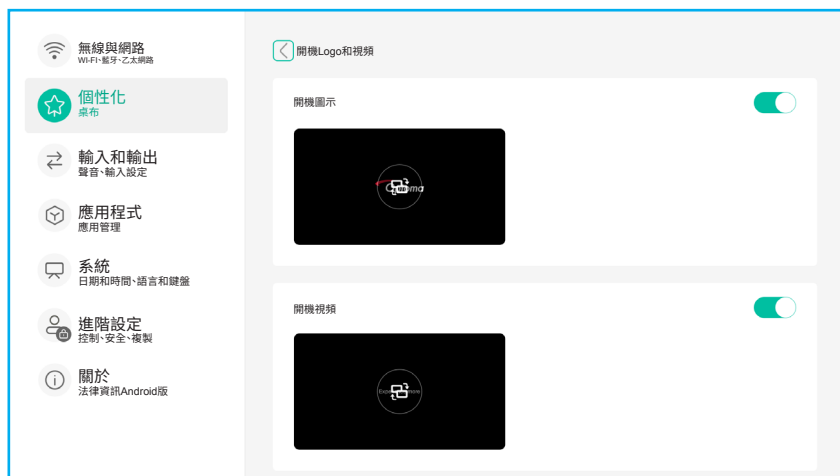 無線與網路
WI-FI、藍牙、乙太網路
個性化
桌布
輸入和輸出
聲音、輸入設定
應用程式
應用管理
系統
日期和時間、語言和鍵盤
進階設定
控制、安全、複製
關於
法律資訊Android版
開機Logo和視頻
開機圖示
開機視頻